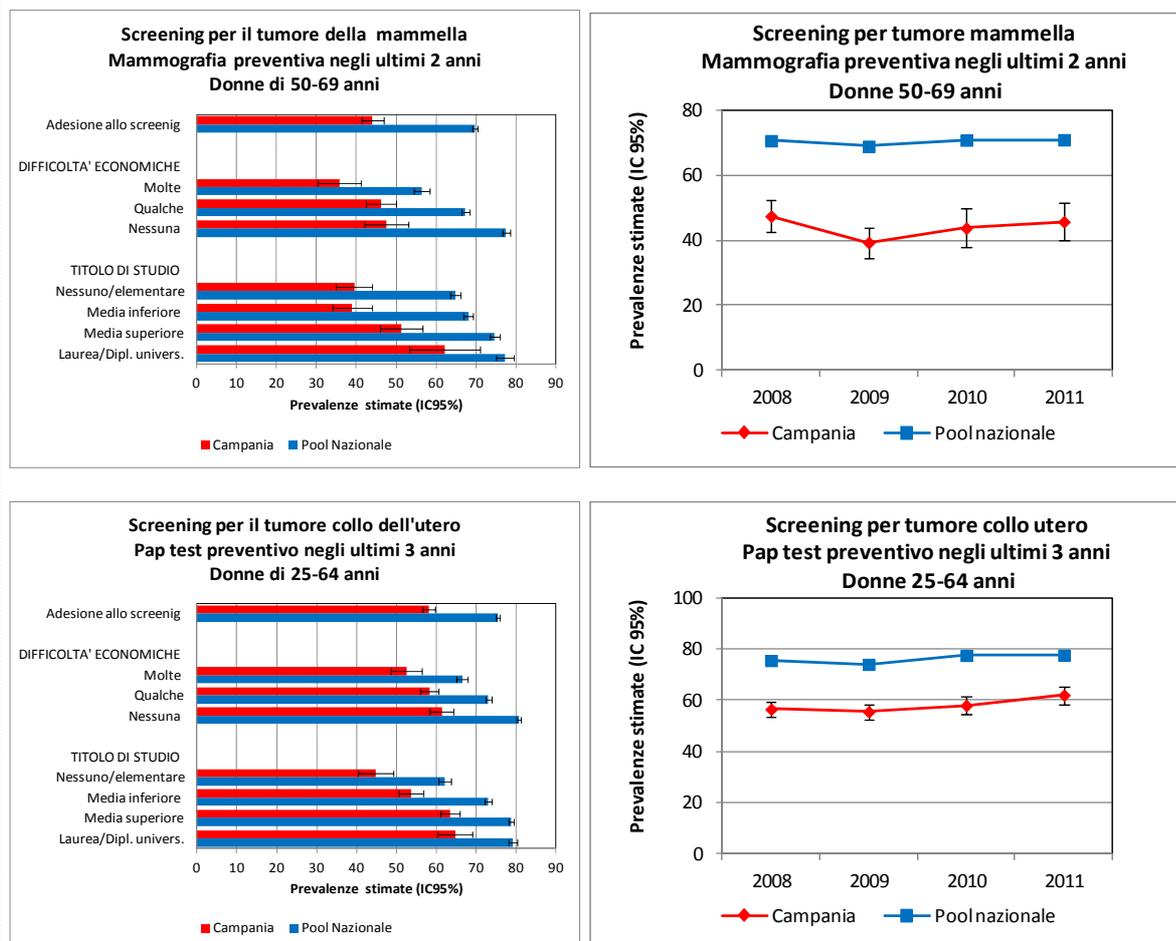 Screening per il tumore della mammella
Mammografia preventiva negli ultimi 2 anni
Donne di 50-69 anni
Adesione allo screenig
DIFFICOLTA' ECONOMICHE
Molte
Qualche
Nessuna
TITOLO DI STUDIO
Nessuno/elementare
Media inferiore
Media superiore
Laurea/Dipl. univers.
0 10 20 30 40 50 60 70 80 90
Prevalenze stimate (IC95%)
Campania Pool Nazionale
Screening per tumore mammella
Mammografia preventiva negli ultimi 2 anni
Donne 50-69 anni
Prevalenze stimate (IC 95%)
80
60
40
20
0
2008 2009 2010 2011
Campania Pool nazionale
Screening per il tumore collo dell'utero
Pap test preventivo negli ultimi 3 anni
Donne di 25-64 anni
Adesione allo screenig
DIFFICOLTA' ECONOMICHE
Molte
Qualche
Nessuna
TITOLO DI STUDIO
Nessuno/elementare
Media inferiore
Media superiore
Laurea/Dipl. univers.
0 10 20 30 40 50 60 70 80 90
Prevalenze stimate (IC95%)
Campania Pool Nazionale
Screening per tumore collo utero
Pap test preventivo negli ultimi 3 anni
Donne 25-64 anni
Prevalenze stimate (IC 95%)
100
80
60
40
20
0
2008 2009 2010 2011
Campania Pool nazionale